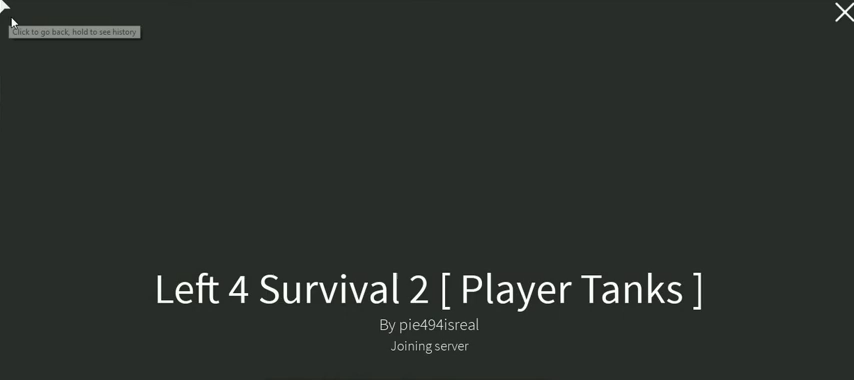 Click to go back, hold to see history
Left 4 Survival 2 [ Player Tanks ]
By pie494isreal
Joining server